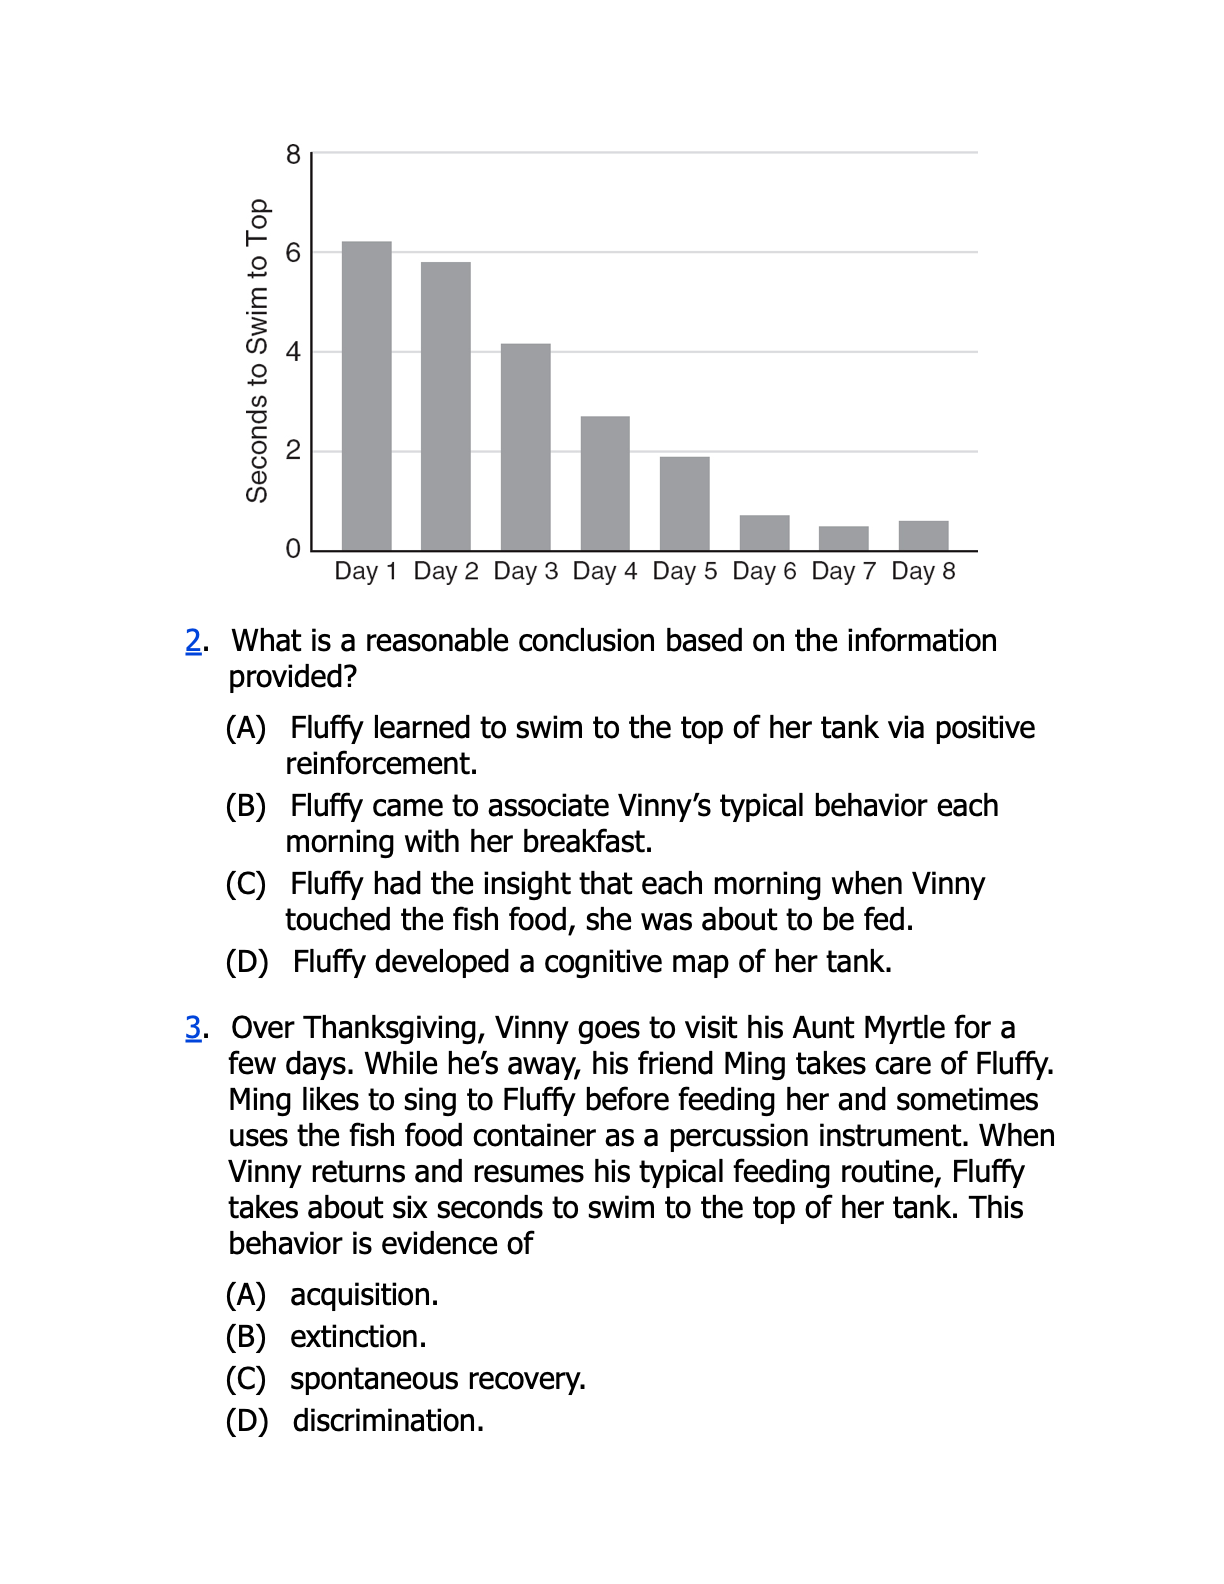 8
6
4
2
0
Seconds to Swim to Top
Day 1 Day 2 Day 3 Day 4 Day 5 Day 6 Day 7 Day 8
2. What is a reasonable conclusion based on the information
provided?
(A) Fluffy learned to swim to the top of her tank via positive
reinforcement.
(B) Fluffy came to associate Vinny’s typical behavior each
morning with her breakfast.
(C) Fluffy had the insight that each morning when Vinny
touched the fish food, she was about to be fed.
(D) Fluffy developed a cognitive map of her tank.
3. Over Thanksgiving, Vinny goes to visit his Aunt Myrtle for a
few days. While he’s away, his friend Ming takes care of Fluffy.
Ming likes to sing to Fluffy before feeding her and sometimes
uses the fish food container as a percussion instrument. When
Vinny returns and resumes his typical feeding routine, Fluffy
takes about six seconds to swim to the top of her tank. This
behavior is evidence of
(A) acquisition.
(B) extinction.
(C) spontaneous recovery.
(D) discrimination.